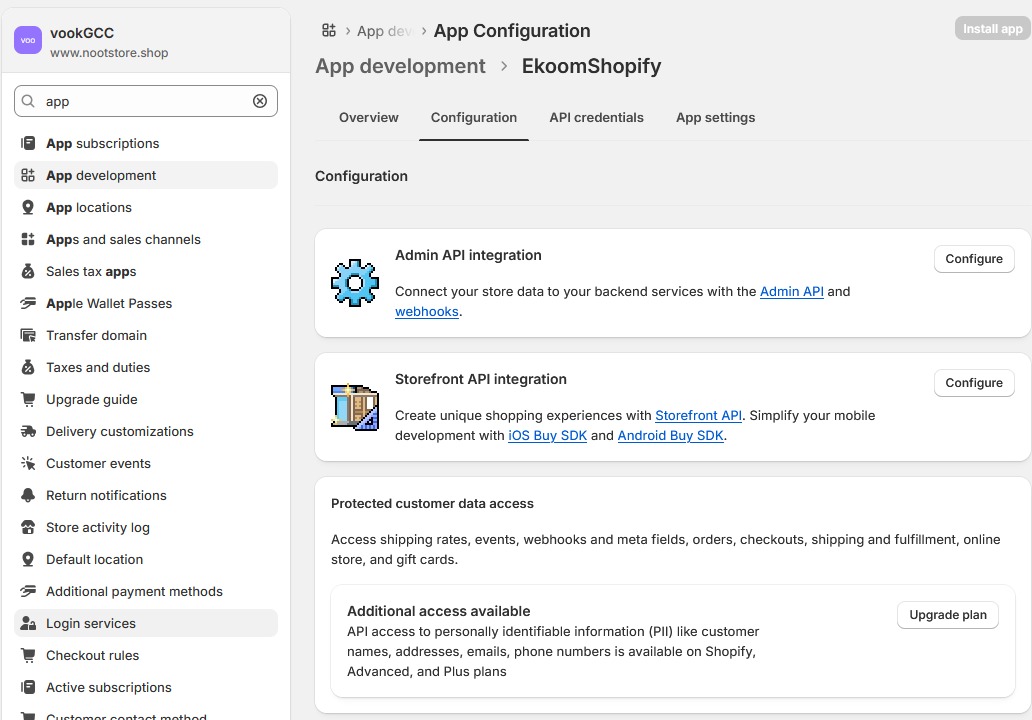 voo
vookGCC
www.nootstore.shop
app
App subscriptions
App development
App locations
Apps and sales channels
Sales tax apps
Apple Wallet Passes
Transfer domain
Taxes and duties
Upgrade guide
Delivery customizations
Customer events
Return notifications
Store activity log
Default location
Additional payment methods
Login services
Checkout rules
Active subscriptions
Customer contact method
App dev
App Configuration
Install app
App development
EkoomShopify
Overview
Configuration
API credentials
App settings
Configuration
Admin API integration
Configure
Connect your store data to your backend services with the Admin API and
webhooks.
Storefront API integration
Configure
Create unique shopping experiences with Storefront API. Simplify your mobile
development with iOS Buy SDK and Android Buy SDK.
Protected customer data access
Access shipping rates, events, webhooks and meta fields, orders, checkouts, shipping and fulfillment, online
store, and gift cards.
Additional access available
Upgrade plan
API access to personally identifiable information (PII) like customer
names, addresses, emails, phone numbers is available on Shopify,
Advanced, and Plus plans